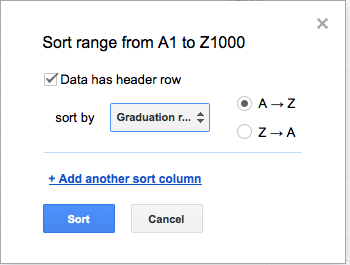 Sort range from A1 to Z1000
Data has header row
sort by Graduation r... A → Z
Z → A
+ Add another sort column
Sort Cancel